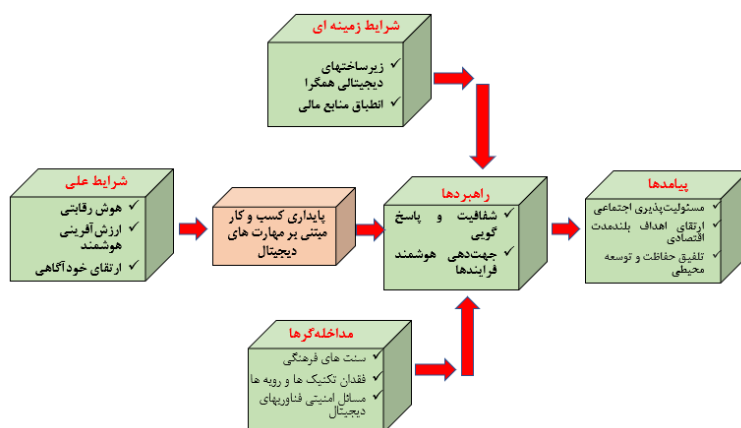 شرایط زمینه ای
زیرساختهای
دیجیتالی همگرا
انطباق منابع مالی
شرایط علی
هوش رقابتی
ارزش‌آفرینی
هوشمند
ارتقای خودآگاهی
پایداری کسب و کار
مبتنی بر مهارت های
دیجیتال
راهبردها
شفافیت و پاسخ
گویی
جهت‌دهی هوشمند
فرایندها
پیامدها
مسئولیت‌پذیری اجتماعی
ارتقای اهداف بلندمدت
اقتصادی
تلفیق حفاظت و توسعه
محیطی
مداخله‌گرها
سنت های فرهنگی
فقدان تکنیک ها و رویه ها
مسائل امنیتی فناوریهای
دیجیتال